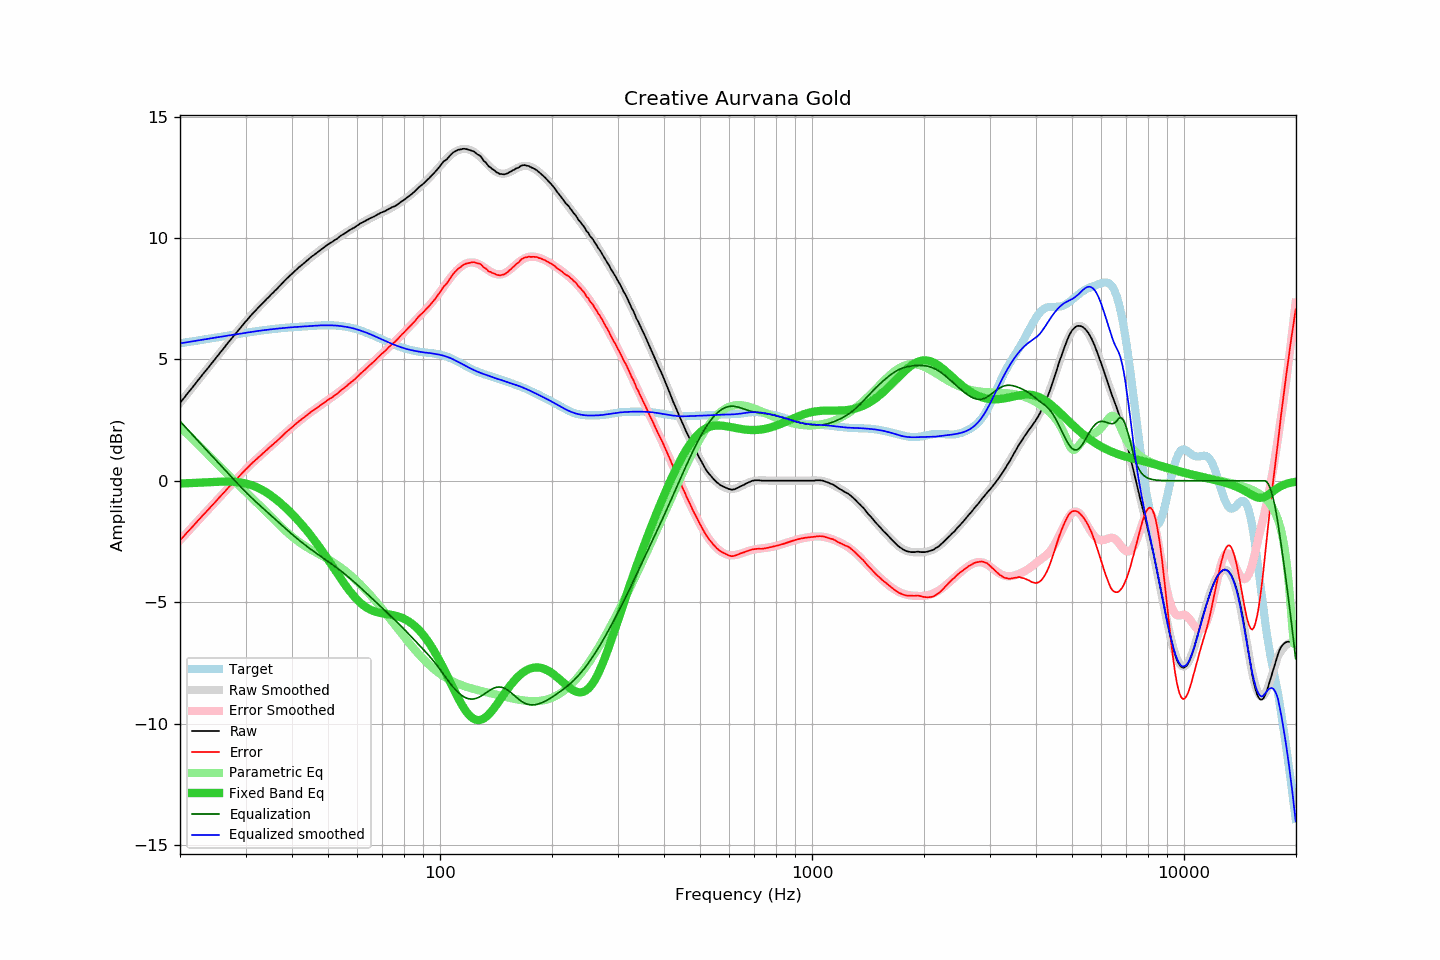 Creative Aurvana Gold
15
10
5
0
−5
−10
−15
Amplitude (dBr)
Target
Raw Smoothed
Error Smoothed
Raw
Error
Parametric Eq
Fixed Band Eq
Equalization
Equalized smoothed
100
1000
10000
Frequency (Hz)